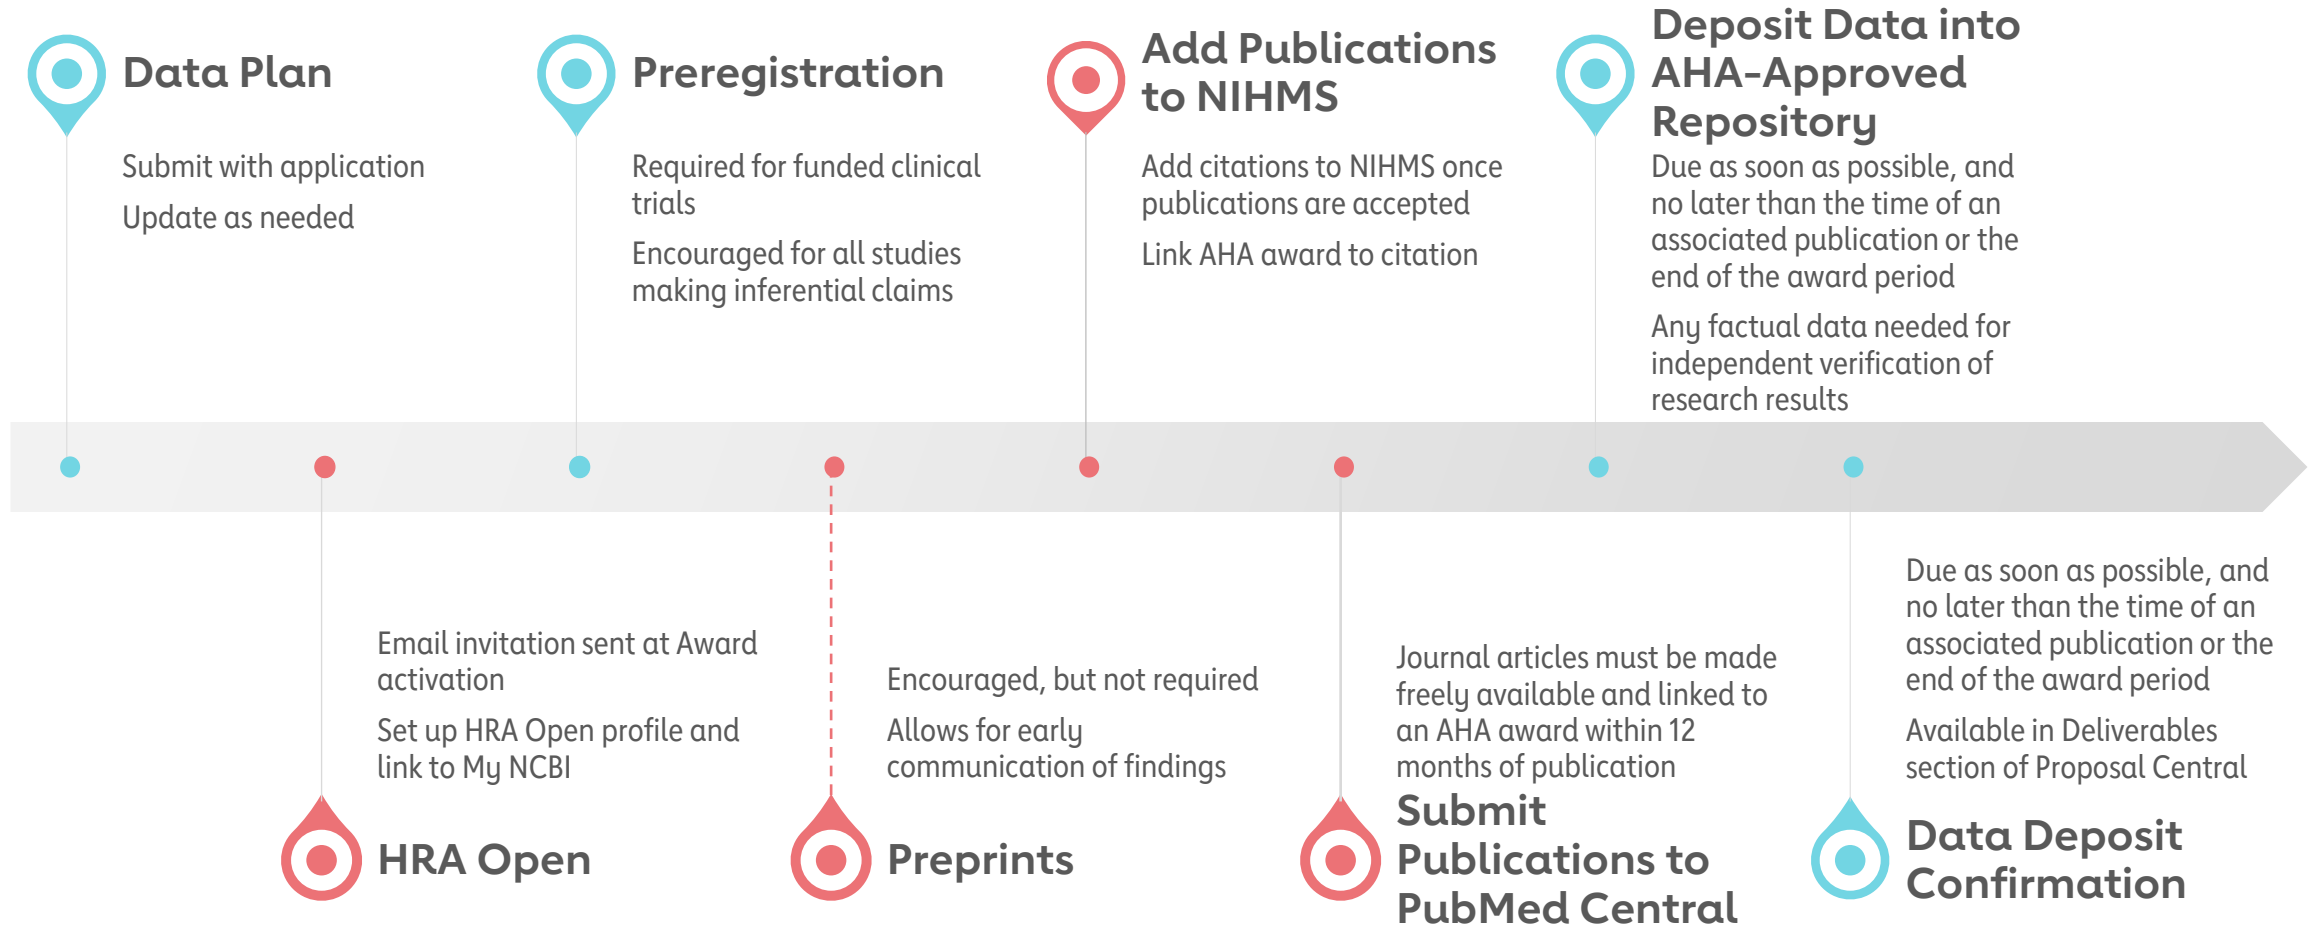 Data Plan
Submit with application
Update as needed
Preregistration
Required for funded clinical
trials
Encouraged for all studies
making inferential claims
Add Publications
to NIHMS
Add citations to NIHMS once
publications are accepted
Link AHA award to citation
Deposit Data into
AHA-Approved
Repository
Due as soon as possible, and
no later than the time of an
associated publication or the
end of the award period
Any factual data needed for
independent verification of
research results
Email invitation sent at Award
activation
Set up HRA Open profile and
link to My NCBI
HRA Open
Encouraged, but not required
Allows for early
communication of findings
Preprints
Journal articles must be made
freely available and linked to
an AHA award within 12
months of publication
Submit
Publications to
PubMed Central
Due as soon as possible, and
no later than the time of an
associated publication or the
end of the award period
Available in Deliverables
section of Proposal Central
Data Deposit
Confirmation